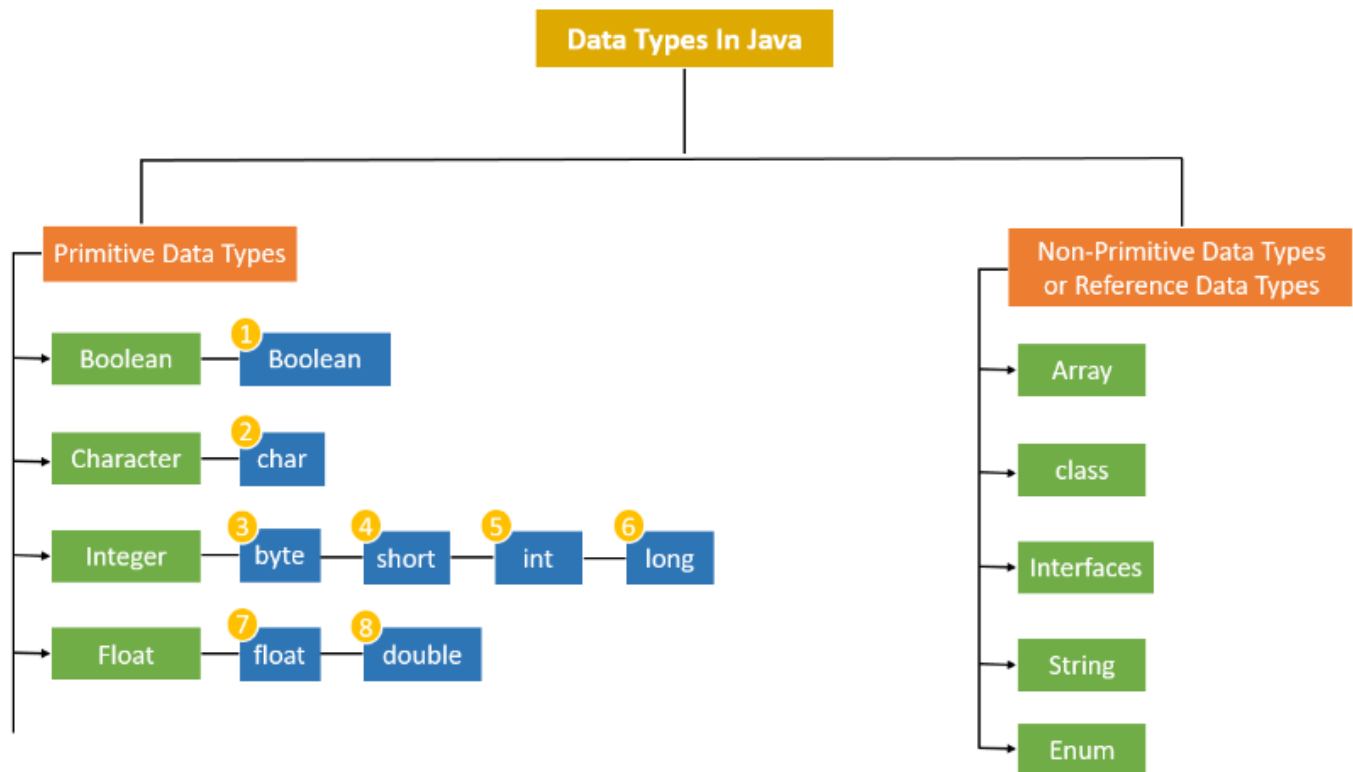 Data Types In Java
Primitive Data Types
1
Boolean
Boolean
2
Character
char
3
4
5
6
Integer
byte
short
int
long
7
8
Float
float
double
Non-Primitive Data Types
or Reference Data Types
Array
class
Interfaces
String
Enum